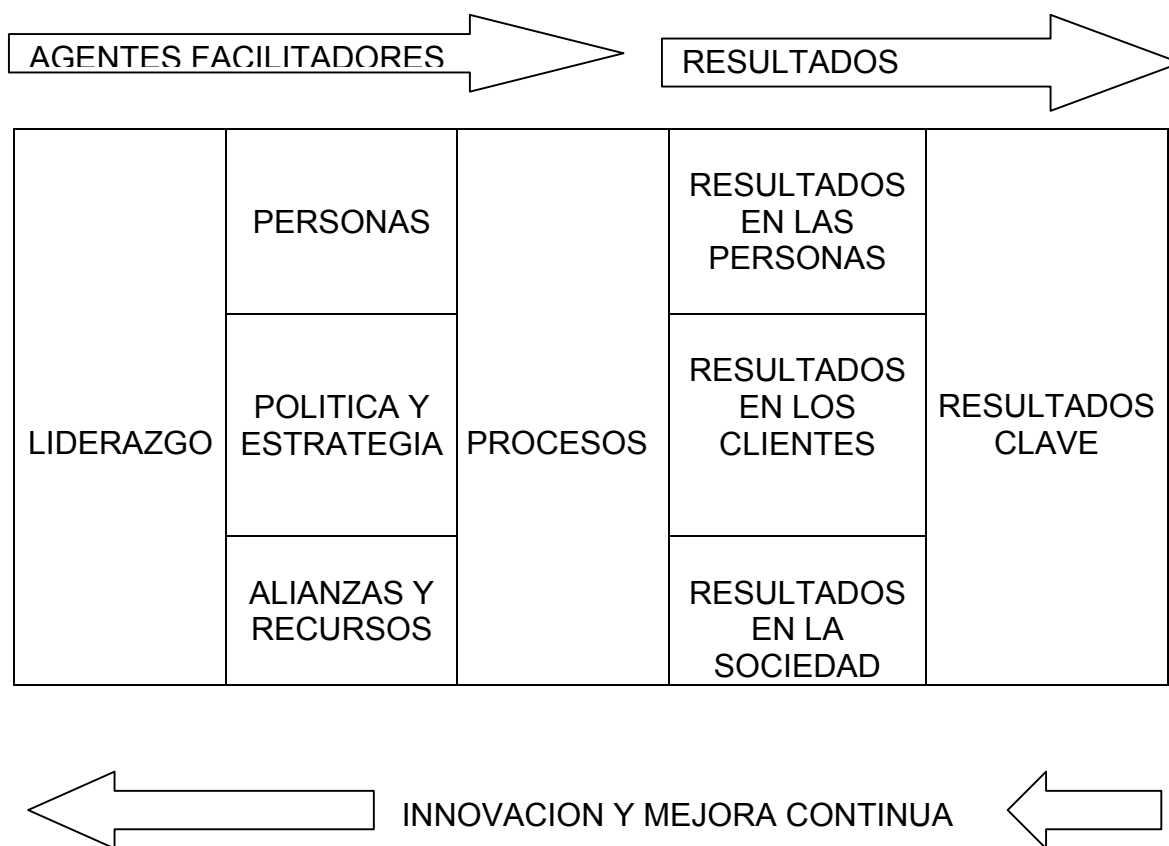 AGENTES FACILITADORES
RESULTADOS
LIDERAZGO
PERSONAS
POLITICA Y
ESTRATEGIA
ALIANZAS Y
RECURSOS
PROCESOS
RESULTADOS
EN LAS
PERSONAS
RESULTADOS
EN LOS
CLIENTES
RESULTADOS
EN LA
SOCIEDAD
RESULTADOS
CLAVE
INNOVACION Y MEJORA CONTINUA